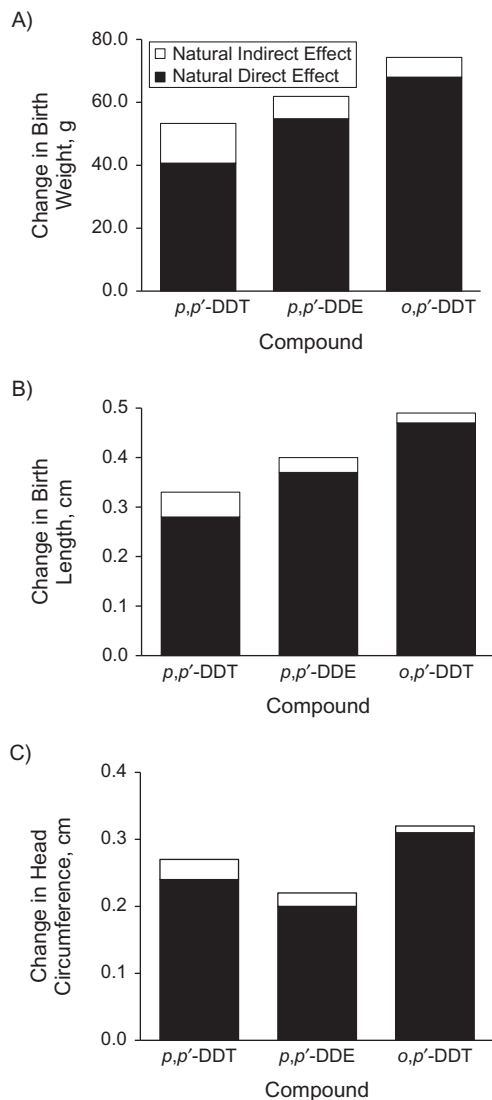 A)
80.0
60.0
40.0
20.0
0.0
Change in Birth
Weight, g
Natural Indirect Effect
Natural Direct Effect
p,p′-DDT
p,p′-DDE
o,p′-DDT
Compound
B)
0.5
0.4
0.3
0.2
0.1
0.0
Change in Birth
Length, cm
p,p′-DDT
p,p′-DDE
o,p′-DDT
Compound
C)
0.4
0.3
0.2
0.1
0.0
Change in Head
Circumference, cm
p,p′-DDT
p,p′-DDE
o,p′-DDT
Compound